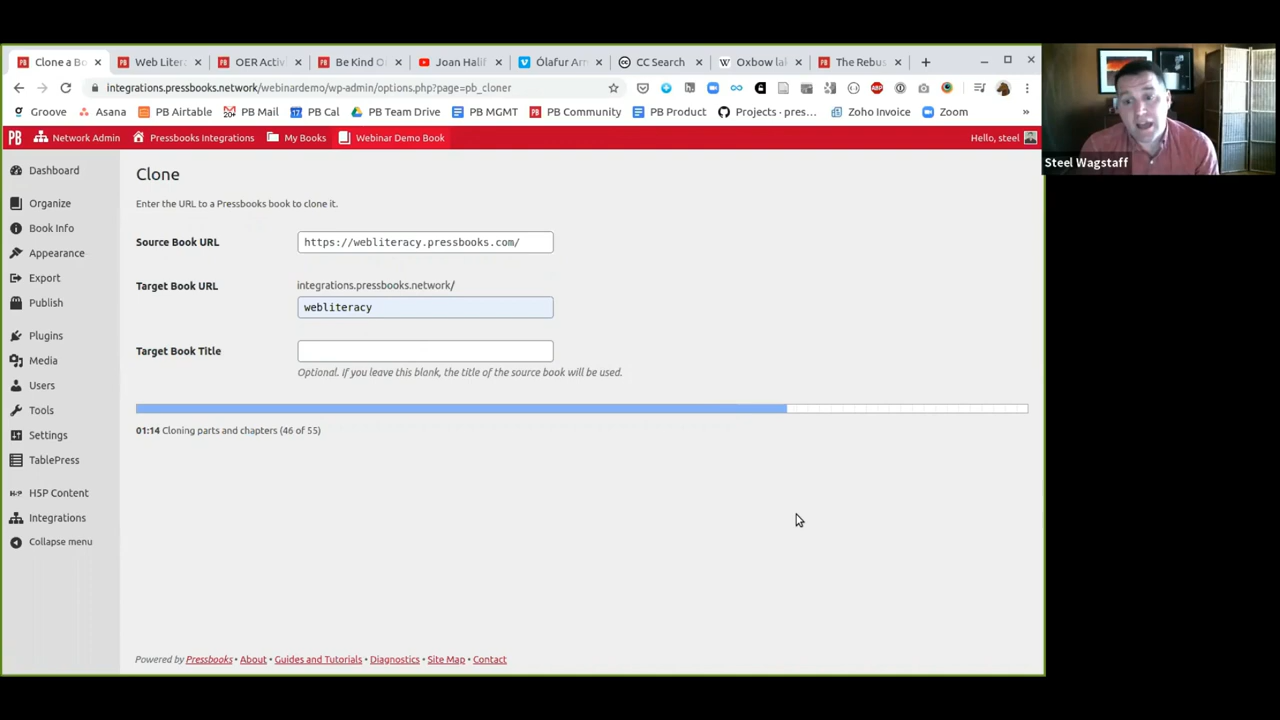 Clone a Bo
Web Litera
OER Activi
Be Kind O
Joan Halif
Ólafur Arn
CC Search
Oxbow lal
The Rebus
integrations.pressbooks.network/webinardemo/wp-admin/options.php?page=pb_cloner
Groove
Asana
PB Airtable
PB Mail
PB Cal
PB Team Drive
PB MGMT
PB Community
PB Product
Projects · pres...
Zoho Invoice
Zoom
Network Admin
Pressbooks Integrations
My Books
Webinar Demo Book
Hello, steel
Steel Wagstaff
Dashboard
Organize
Book Info
Appearance
Export
Publish
Plugins
Media
Users
Tools
Settings
TablePress
H5P Content
Integrations
Collapse menu
Clone
Enter the URL to a Pressbooks book to clone it.
Source Book URL
https://webliteracy.pressbooks.com/
Target Book URL
integrations.pressbooks.network/
webliteracy
Target Book Title
Optional. If you leave this blank, the title of the source book will be used.
01:14 Cloning parts and chapters (46 of 55)
Powered by Pressbooks • About • Guides and Tutorials • Diagnostics • Site Map • Contact